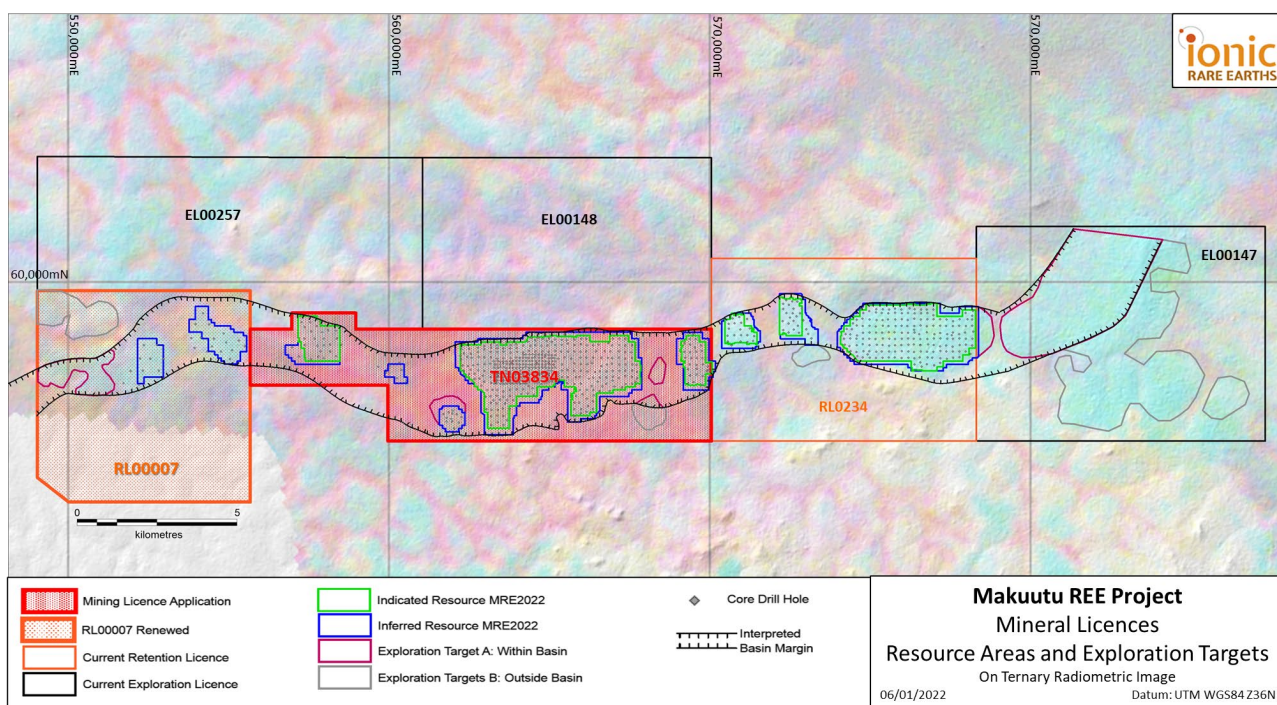 550,000mE
560,000mE
570,000mE
570,000mE
ionic
RARE EARTHS
EL00257
EL00148
EL00147
60,000mN
TN03834
RL0234
RL00007
0 5
kilometres
Mining Licence Application
RL00007 Renewed
Current Retention Licence
Current Exploration Licence
Indicated Resource MRE2022
Inferred Resource MRE2022
Exploration Target A: Within Basin
Exploration Targets B: Outside Basin
Core Drill Hole
Interpreted
Basin Margin
Makuutu REE Project
Mineral Licences
Resource Areas and Exploration Targets
On Ternary Radiometric Image
06/01/2022 Datum: UTM WGS84 Z36N